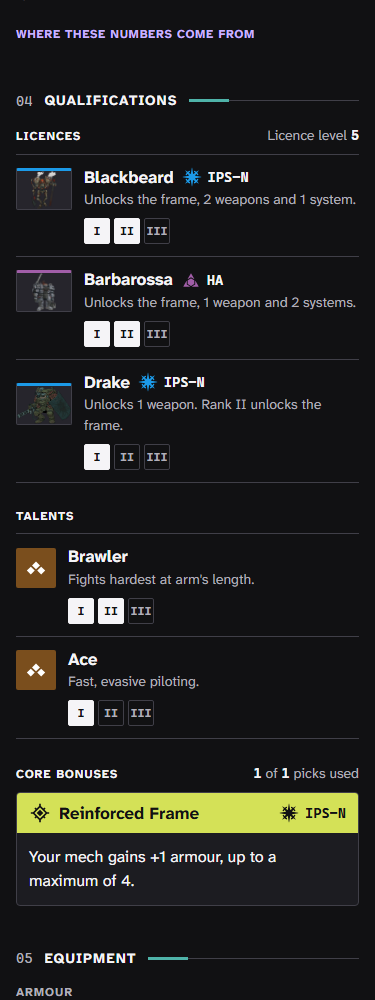 WHERE THESE NUMBERS COME FROM
04 QUALIFICATIONS
LICENCES Licence level 5
Blackbeard IPS-N
Unlocks the frame, 2 weapons and 1 system.
I II III
Barbarossa HA
Unlocks the frame, 1 weapon and 2 systems.
I II III
Drake IPS-N
Unlocks 1 weapon. Rank II unlocks the
frame.
I II III
TALENTS
Brawler
Fights hardest at arm's length.
I II III
Ace
Fast, evasive piloting.
I II III
CORE BONUSES 1 of 1 picks used
Reinforced Frame IPS-N
Your mech gains +1 armour, up to a
maximum of 4.
05 EQUIPMENT
ARMOUR